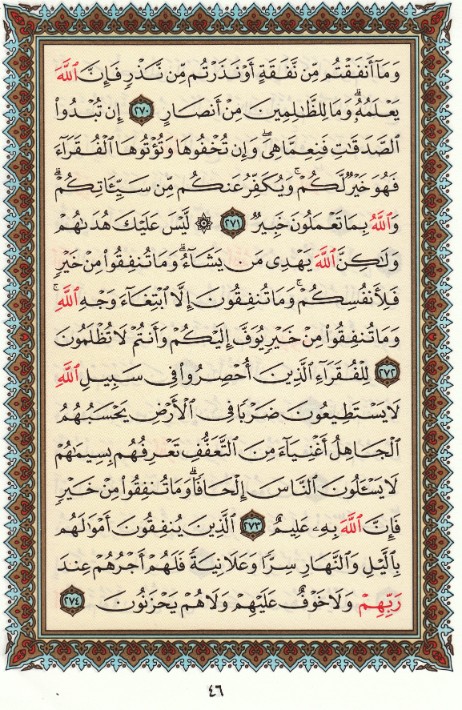 وَمَآ أَنفَقْتُم مِّن نَّفَقَةٍ أَوْ نَذَرْتُم مِّن نَّذْرٍ فَإِنَّ ٱللَّهَ
يَعْلَمُهُۥ ۗ وَمَا لِلظَّٰلِمِينَ مِنْ أَنصَارٍ ٢٧٠ إِن تُبْدُوا۟
ٱلصَّدَقَٰتِ فَنِعِمَّا هِىَ ۖ وَإِن تُخْفُوهَا وَتُؤْتُوهَا ٱلْفُقَرَآءَ
فَهُوَ خَيْرٌ لَّكُمْ ۚ وَيُكَفِّرُ عَنكُم مِّن سَيِّـَٔاتِكُمْ ۗ
وَٱللَّهُ بِمَا تَعْمَلُونَ خَبِيرٌ ٢٧١ ۞ لَّيْسَ عَلَيْكَ هُدَىٰهُمْ
وَلَٰكِنَّ ٱللَّهَ يَهْدِى مَن يَشَآءُ ۗ وَمَا تُنفِقُوا۟ مِنْ خَيْرٍ
فَلِأَنفُسِكُمْ ۚ وَمَا تُنفِقُونَ إِلَّا ٱبْتِغَآءَ وَجْهِ ٱللَّهِ ۚ
وَمَا تُنفِقُوا۟ مِنْ خَيْرٍ يُوَفَّ إِلَيْكُمْ وَأَنتُمْ لَا تُظْلَمُونَ
٢٧٢ لِلْفُقَرَآءِ ٱلَّذِينَ أُحْصِرُوا۟ فِى سَبِيلِ ٱللَّهِ
لَا يَسْتَطِيعُونَ ضَرْبًا فِى ٱلْأَرْضِ يَحْسَبُهُمُ
ٱلْجَاهِلُ أَغْنِيَآءَ مِنَ ٱلتَّعَفُّفِ تَعْرِفُهُم بِسِيمَٰهُمْ
لَا يَسْـَٔلُونَ ٱلنَّاسَ إِلْحَافًا ۗ وَمَا تُنفِقُوا۟ مِنْ خَيْرٍ
فَإِنَّ ٱللَّهَ بِهِۦ عَلِيمٌ ٢٧٣ ٱلَّذِينَ يُنفِقُونَ أَمْوَٰلَهُم
بِٱلَّيْلِ وَٱلنَّهَارِ سِرًّا وَعَلَانِيَةً فَلَهُمْ أَجْرُهُمْ عِندَ
رَبِّهِمْ وَلَا خَوْفٌ عَلَيْهِمْ وَلَا هُمْ يَحْزَنُونَ ٢٧٤
٤٦